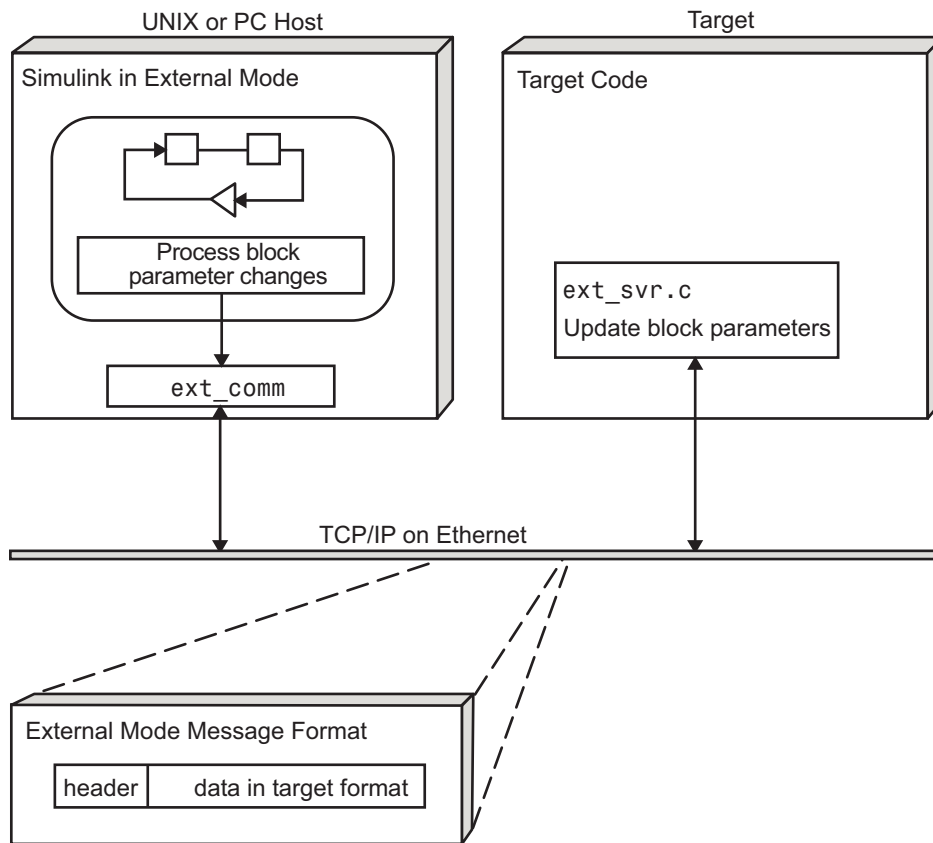 UNIX or PC Host
Target
Simulink in External Mode
Target Code
Process block
parameter changes
ext_svr.c
Update block parameters
ext_comm
TCP/IP on Ethernet
External Mode Message Format
header
data in target format